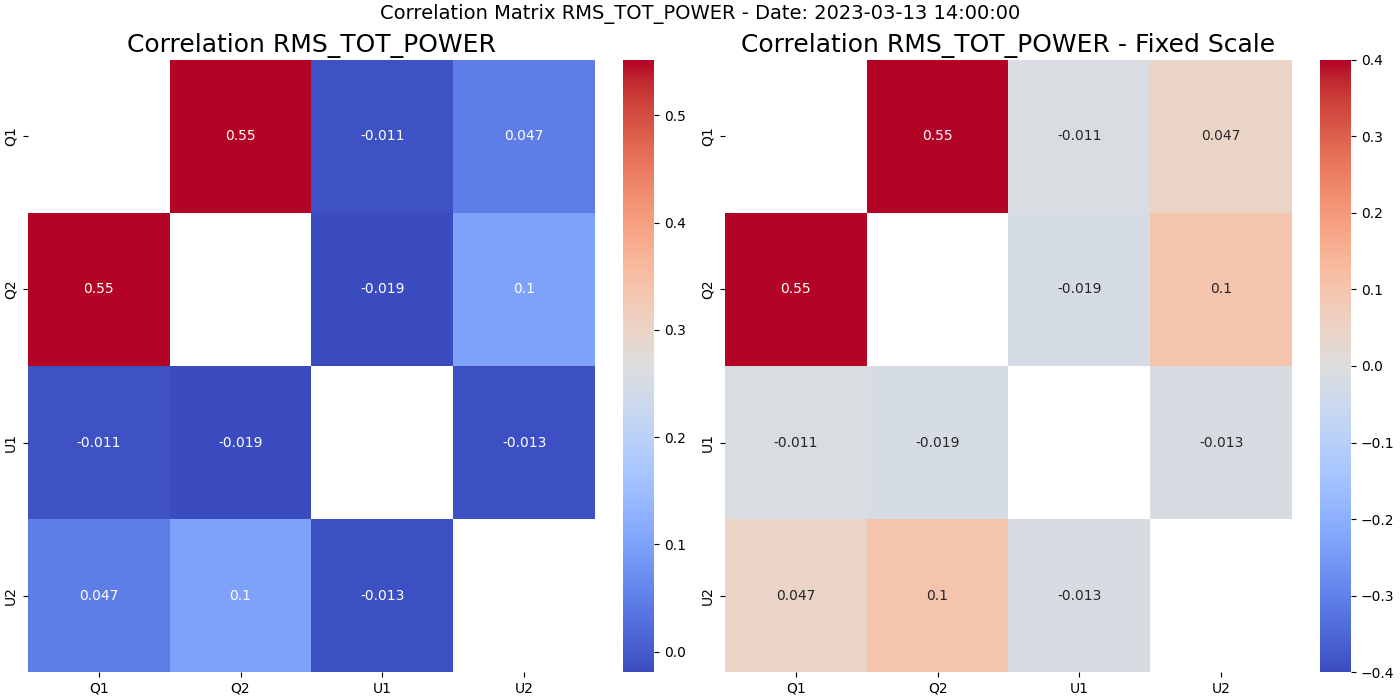 Correlation Matrix RMS_TOT_POWER - Date: 2023-03-13 14:00:00
Correlation RMS_TOT_POWER
Q1
0.55
-0.011
0.047
Q2
0.55
-0.019
0.1
U1
-0.011
-0.019
-0.013
U2
0.047
0.1
-0.013
Q1
Q2
U1
U2
0.5
0.4
0.3
0.2
0.1
0.0
Correlation RMS_TOT_POWER - Fixed Scale
Q1
0.55
-0.011
0.047
Q2
0.55
-0.019
0.1
U1
-0.011
-0.019
-0.013
U2
0.047
0.1
-0.013
Q1
Q2
U1
U2
0.4
0.3
0.2
0.1
0.0
−0.1
−0.2
−0.3
−0.4